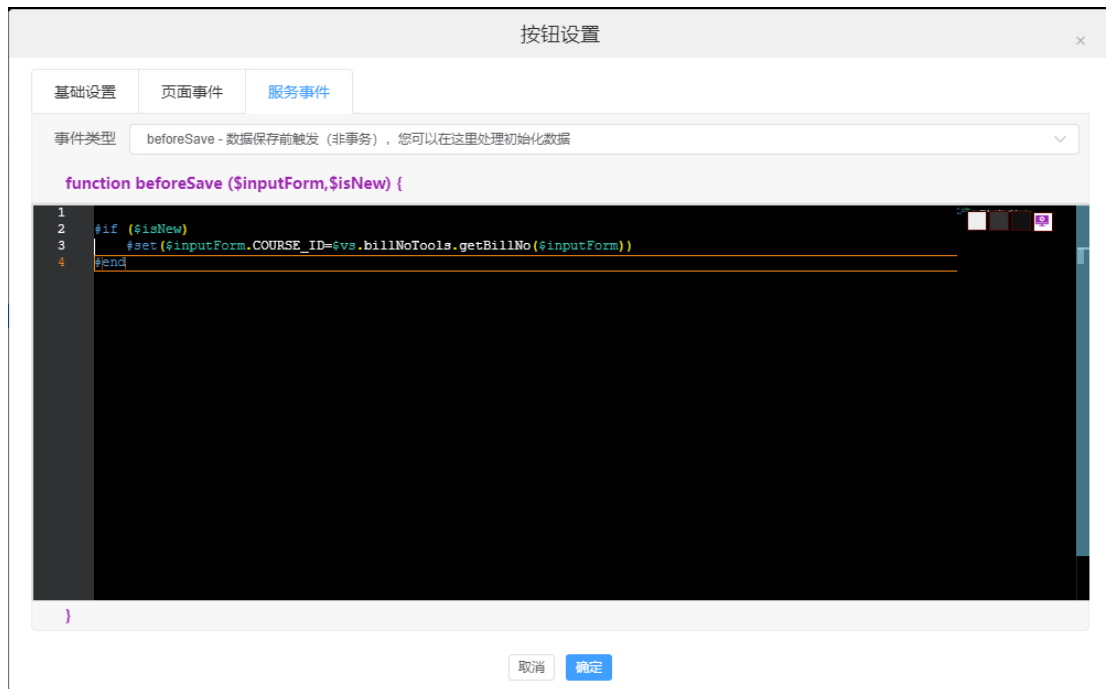 按钮设置
×
基础设置 页面事件 服务事件
事件类型 beforeSave - 数据保存前触发（非事务），您可以在这里处理初始化数据
function beforeSave ($inputForm,$isNew) {
1
2 #if ($isNew)
3 #set($inputForm.COURSE_ID=$vs.billNoTools.getBillNo($inputForm))
4 #end
}
取消 确定